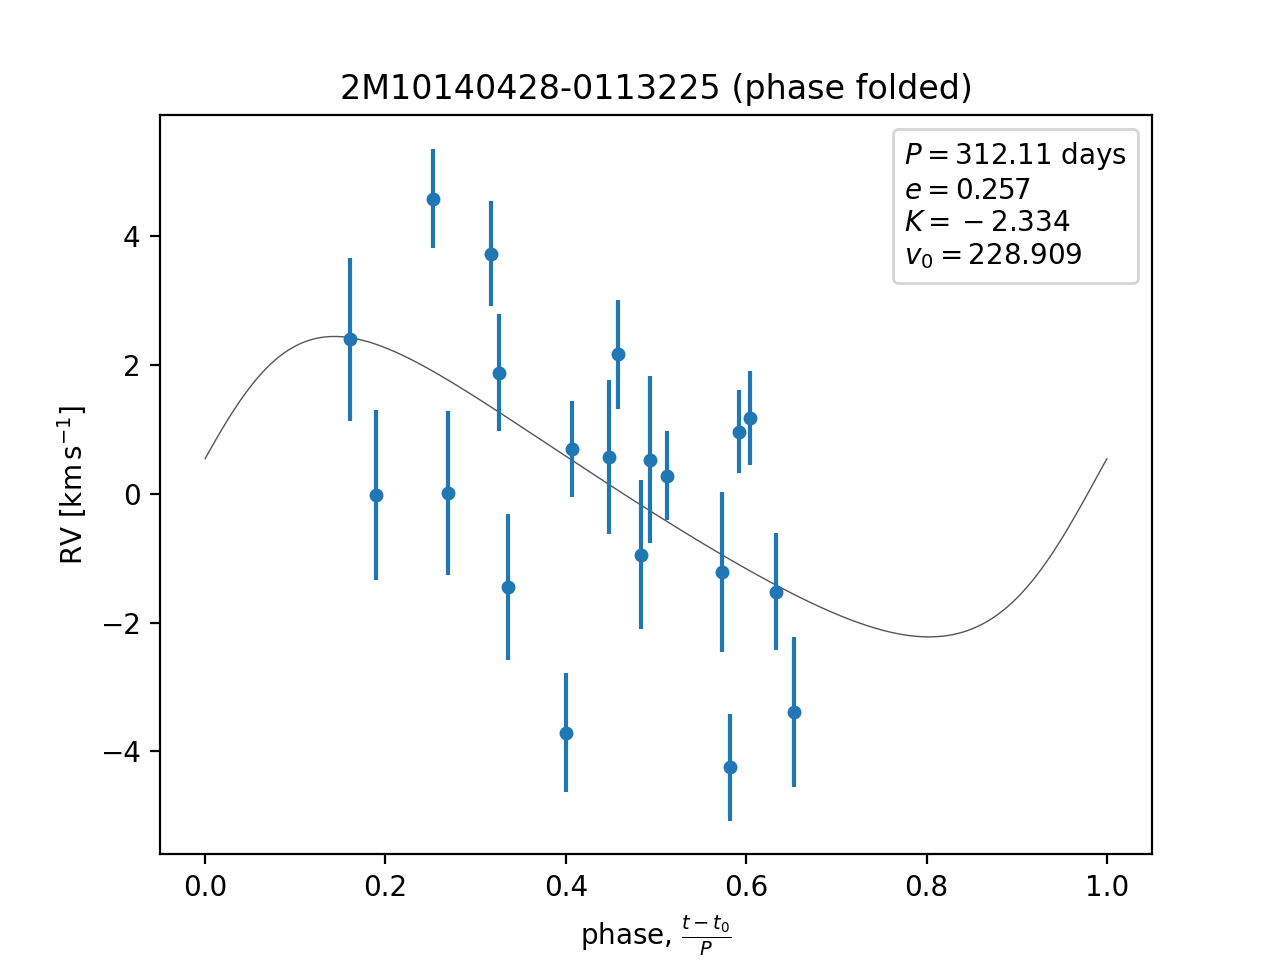 2M10140428-0113225 (phase folded)
P = 312.11 days
e = 0.257
K = −2.334
v₀ = 228.909
RV [km s⁻¹]
4
2
0
−2
−4
0.0 0.2 0.4 0.6 0.8 1.0
phase, (t − t₀)/P